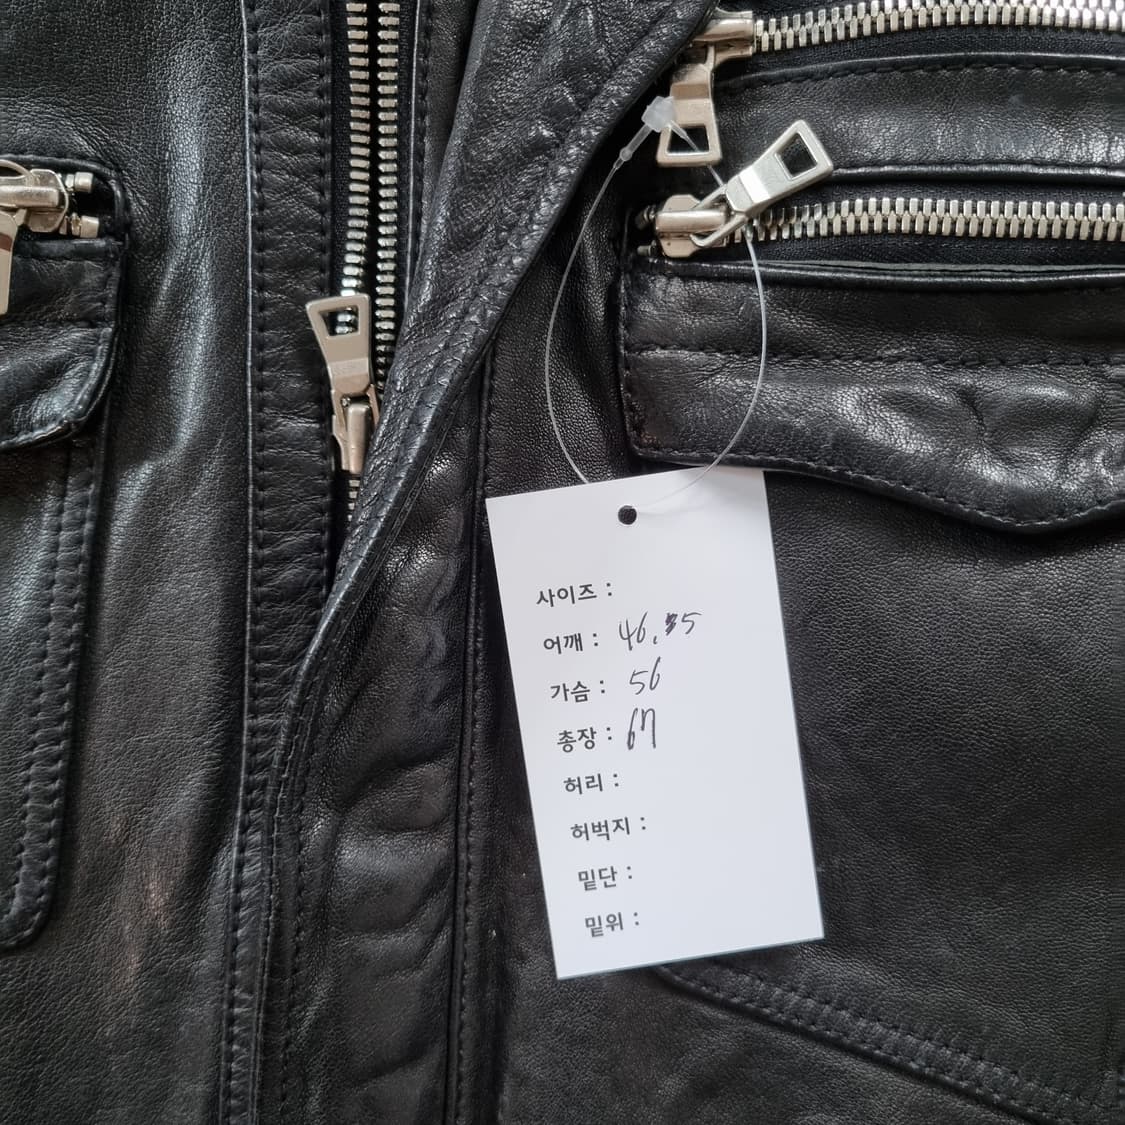 사이즈 :
어깨 : 46.5
가슴 : 56
총장 : 67
허리 :
허벅지 :
밑단 :
밑위 :